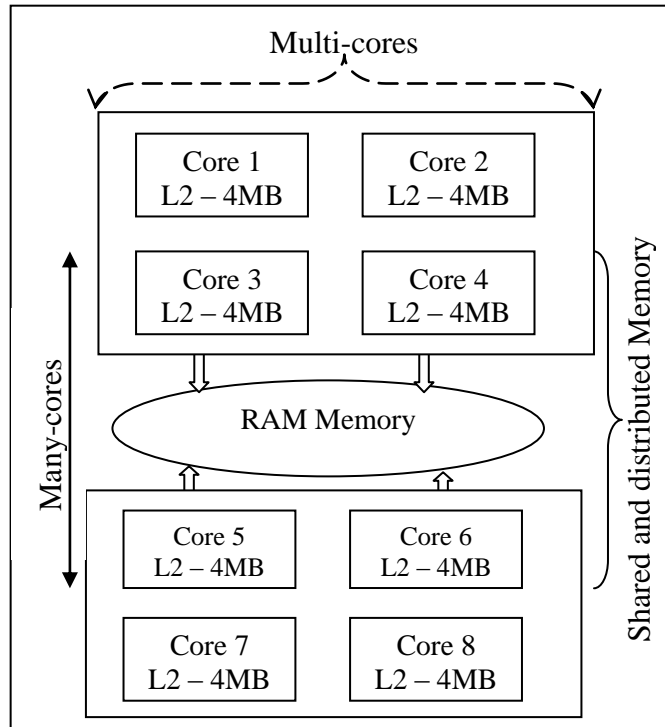 Multi-cores
Core 1
L2 – 4MB
Core 2
L2 – 4MB
Core 3
L2 – 4MB
Core 4
L2 – 4MB
Many-cores
RAM Memory
Shared and distributed Memory
Core 5
L2 – 4MB
Core 6
L2 – 4MB
Core 7
L2 – 4MB
Core 8
L2 – 4MB